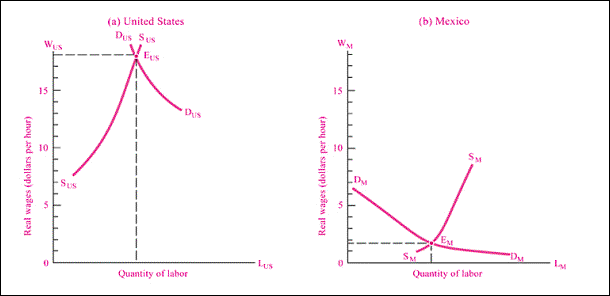 (a) United States
W_US
D_US S_US
E_US
15
10
5
0
D_US
S_US
L_US
Real wages (dollars per hour)
Quantity of labor
(b) Mexico
W_M
15
10
5
0
D_M
S_M
E_M
S_M
D_M
L_M
Real wages (dollars per hour)
Quantity of labor